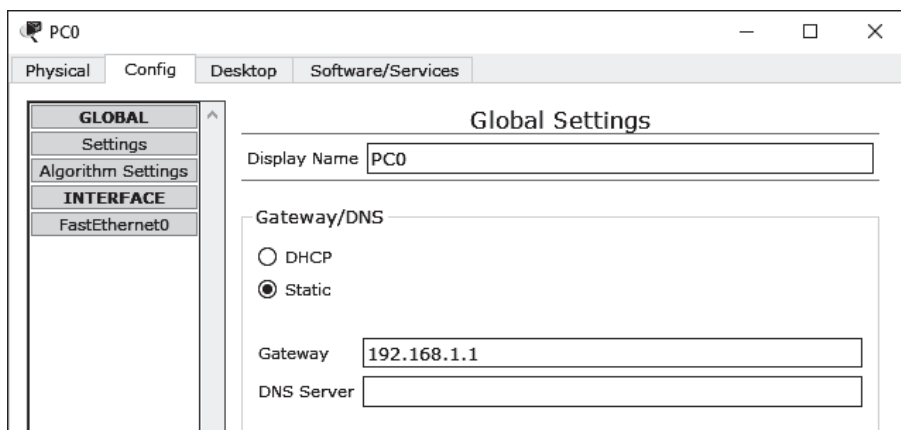 PC0
Physical Config Desktop Software/Services
GLOBAL
Settings
Algorithm Settings
INTERFACE
FastEthernet0
Global Settings
Display Name PC0
Gateway/DNS
DHCP
Static
Gateway 192.168.1.1
DNS Server